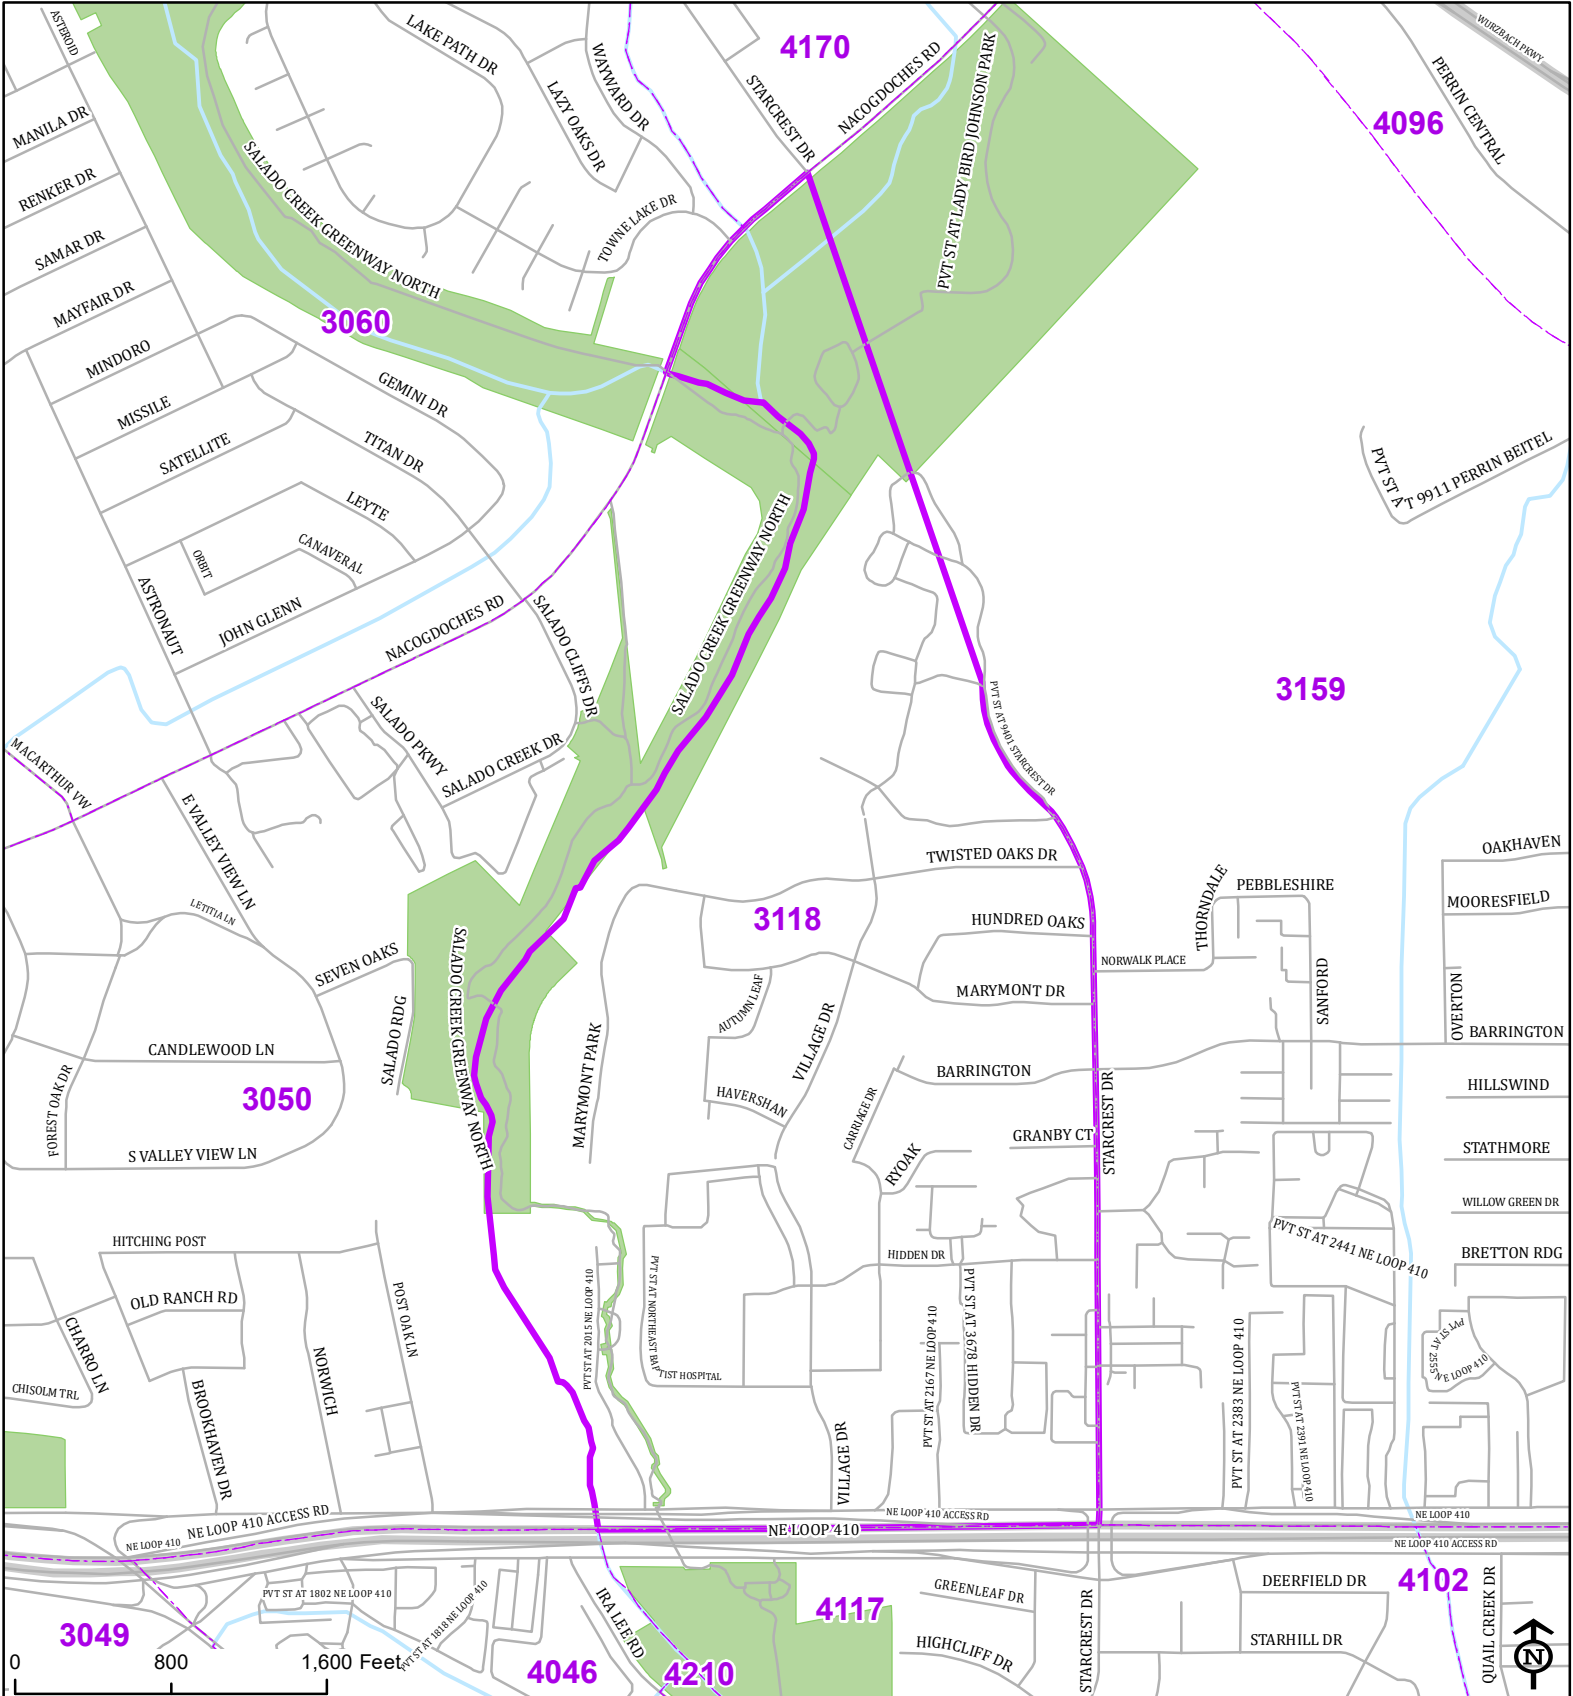 ASTEROID
LAKE PATH DR
WAYWARD DR
LAZY OAKS DR
4170
STARCREST DR
NACOGDOCHES RD
PVT ST AT LADY BIRD JOHNSON PARK
WURZBACH PKWY
PERRIN CENTRAL
4096
MANILA DR
RENKER DR
SAMAR DR
MAYFAIR DR
MINDORO
MISSILE
SATELLITE
SALADO CREEK GREENWAY NORTH
TOWNE LAKE DR
3060
GEMINI DR
TITAN DR
LEYTE
CANAVERAL
ORBIT
JOHN GLENN
ASTRONAUT
NACOGDOCHES RD
SALADO CLIFFS DR
SALADO CREEK GREENWAY NORTH
PVT ST AT 9911 PERRIN BEITEL
3159
PVT ST AT 9401 STARCREST DR
MACARTHUR VW
SALADO PKWY
SALADO CREEK DR
E VALLEY VIEW LN
LETITIA LN
SEVEN OAKS
SALADO RDG
SALADO CREEK GREENWAY NORTH
TWISTED OAKS DR
3118
HUNDRED OAKS
MARYMONT DR
AUTUMN LEAF
VILLAGE DR
MARYMONT PARK
HAVERSHAN
CARRIAGE DR
BARRINGTON
RYOAK
GRANBY CT
STARCREST DR
NORWALK PLACE
THORNDALE
PEBBLESHIRE
SANFORD
OAKHAVEN
MOORESFIELD
OVERTON
BARRINGTON
HILLSWIND
STATHMORE
WILLOW GREEN DR
BRETTON RDG
CANDLEWOOD LN
3050
FOREST OAK DR
S VALLEY VIEW LN
HITCHING POST
OLD RANCH RD
CHARRO LN
CHISOLM TRL
BROOKHAVEN DR
NORWICH
POST OAK LN
PVT ST AT 2015 NE LOOP 410
PVT ST AT NORTHEAST BAPTIST HOSPITAL
HIDDEN DR
PVT ST AT 2167 NE LOOP 410
PVT ST AT 3678 HIDDEN DR
VILLAGE DR
PVT ST AT 2441 NE LOOP 410
PVT ST AT 2383 NE LOOP 410
PVT ST AT 2391 NE LOOP 410
PVT ST AT 2555 NE LOOP 410
NE LOOP 410 ACCESS RD
NE LOOP 410
NE LOOP 410
NE LOOP 410 ACCESS RD
NE LOOP 410
NE LOOP 410 ACCESS RD
PVT ST AT 1802 NE LOOP 410
PVT ST AT 1818 NE LOOP 410
IRA LEE RD
3049
4046
4210
4117
GREENLEAF DR
HIGHCLIFF DR
STARCREST DR
DEERFIELD DR
STARHILL DR
4102
QUAIL CREEK DR
0 800 1,600 Feet
N